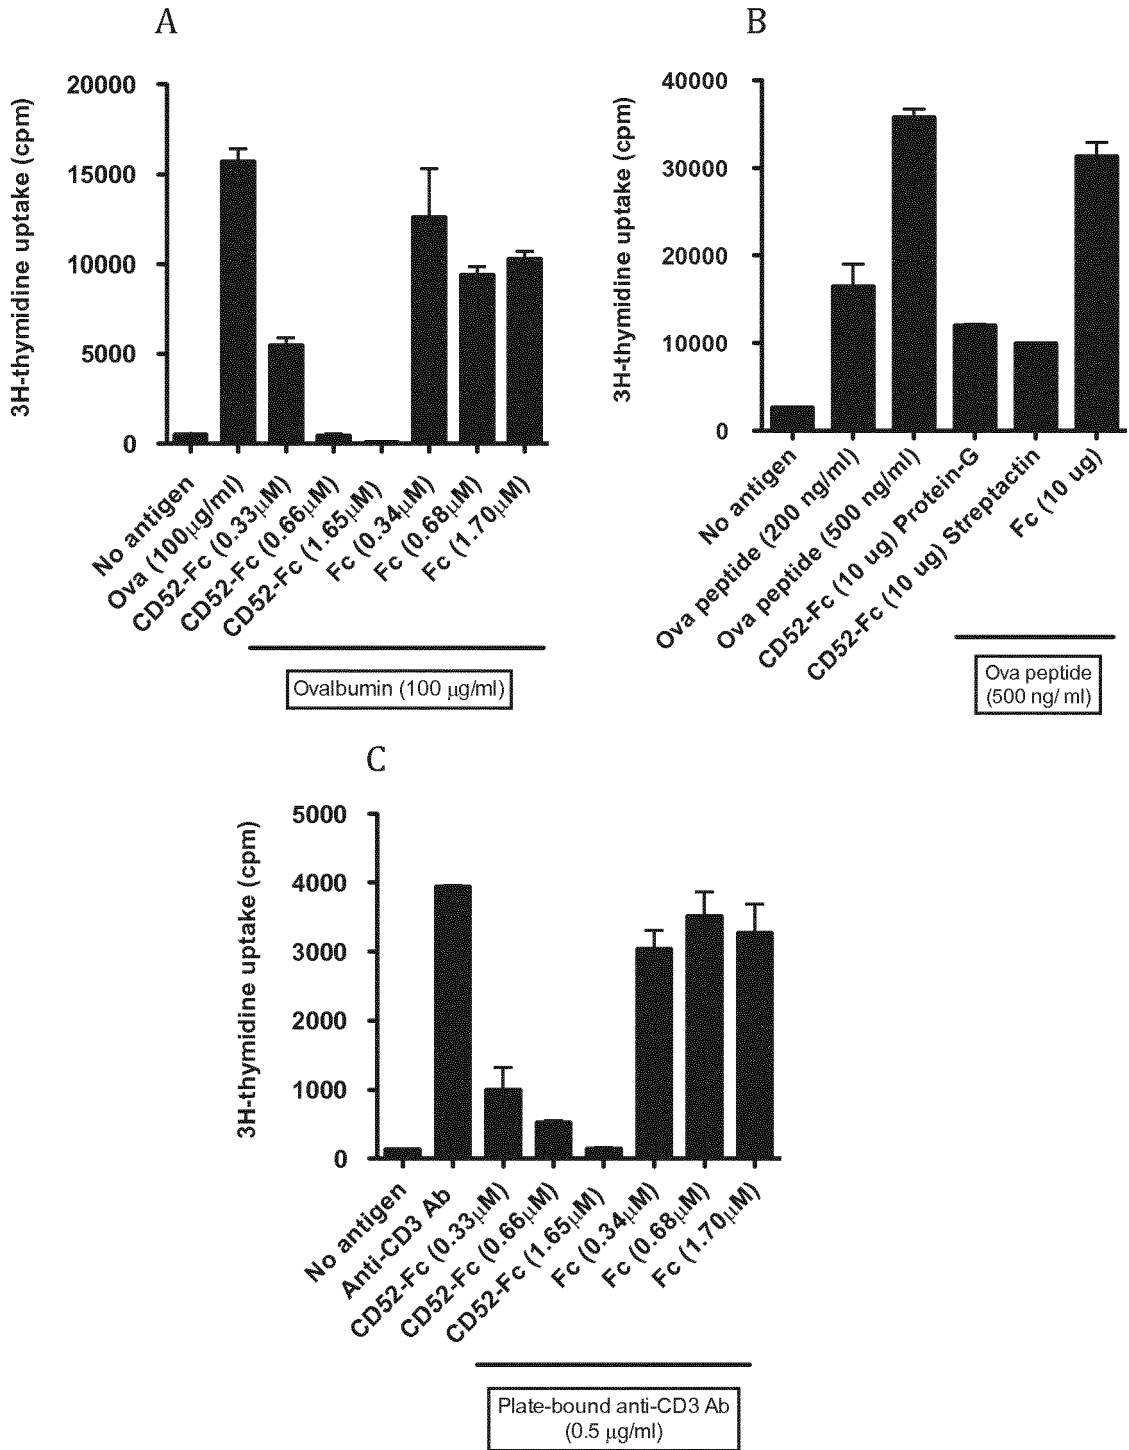 A
3H-thymidine uptake (cpm)
20000
15000
10000
5000
0
No antigen
Ova (100μg/ml)
CD52-Fc (0.33μM)
CD52-Fc (0.66μM)
CD52-Fc (1.65μM)
Fc (0.34μM)
Fc (0.68μM)
Fc (1.70μM)
Ovalbumin (100 μg/ml)
B
3H-thymidine uptake (cpm)
40000
30000
20000
10000
0
No antigen
Ova peptide (200 ng/ml)
Ova peptide (500 ng/ml)
CD52-Fc (10 ug) Protein-G
CD52-Fc (10 ug) Streptactin
Fc (10 ug)
Ova peptide
(500 ng/ ml)
C
3H-thymidine uptake (cpm)
5000
4000
3000
2000
1000
0
No antigen
Anti-CD3 Ab
CD52-Fc (0.33μM)
CD52-Fc (0.66μM)
CD52-Fc (1.65μM)
Fc (0.34μM)
Fc (0.68μM)
Fc (1.70μM)
Plate-bound anti-CD3 Ab
(0.5 μg/ml)